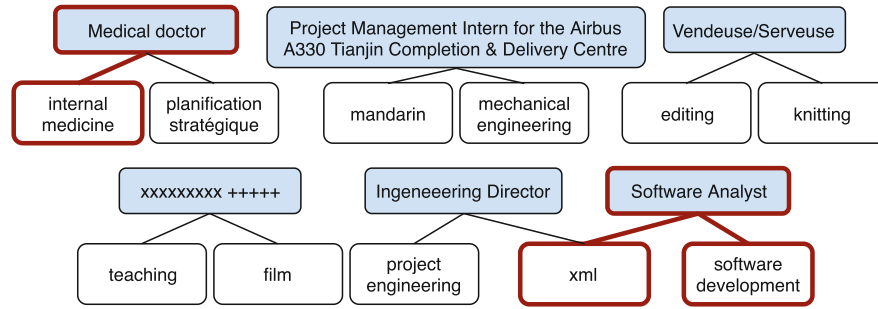 Medical doctor
Project Management Intern for the Airbus
A330 Tianjin Completion & Delivery Centre
Vendeuse/Serveuse
internal
medicine
planification
stratégique
mandarin
mechanical
engineering
editing
knitting
xxxxxxxxx +++++
Ingeneeering Director
Software Analyst
teaching
film
project
engineering
xml
software
development